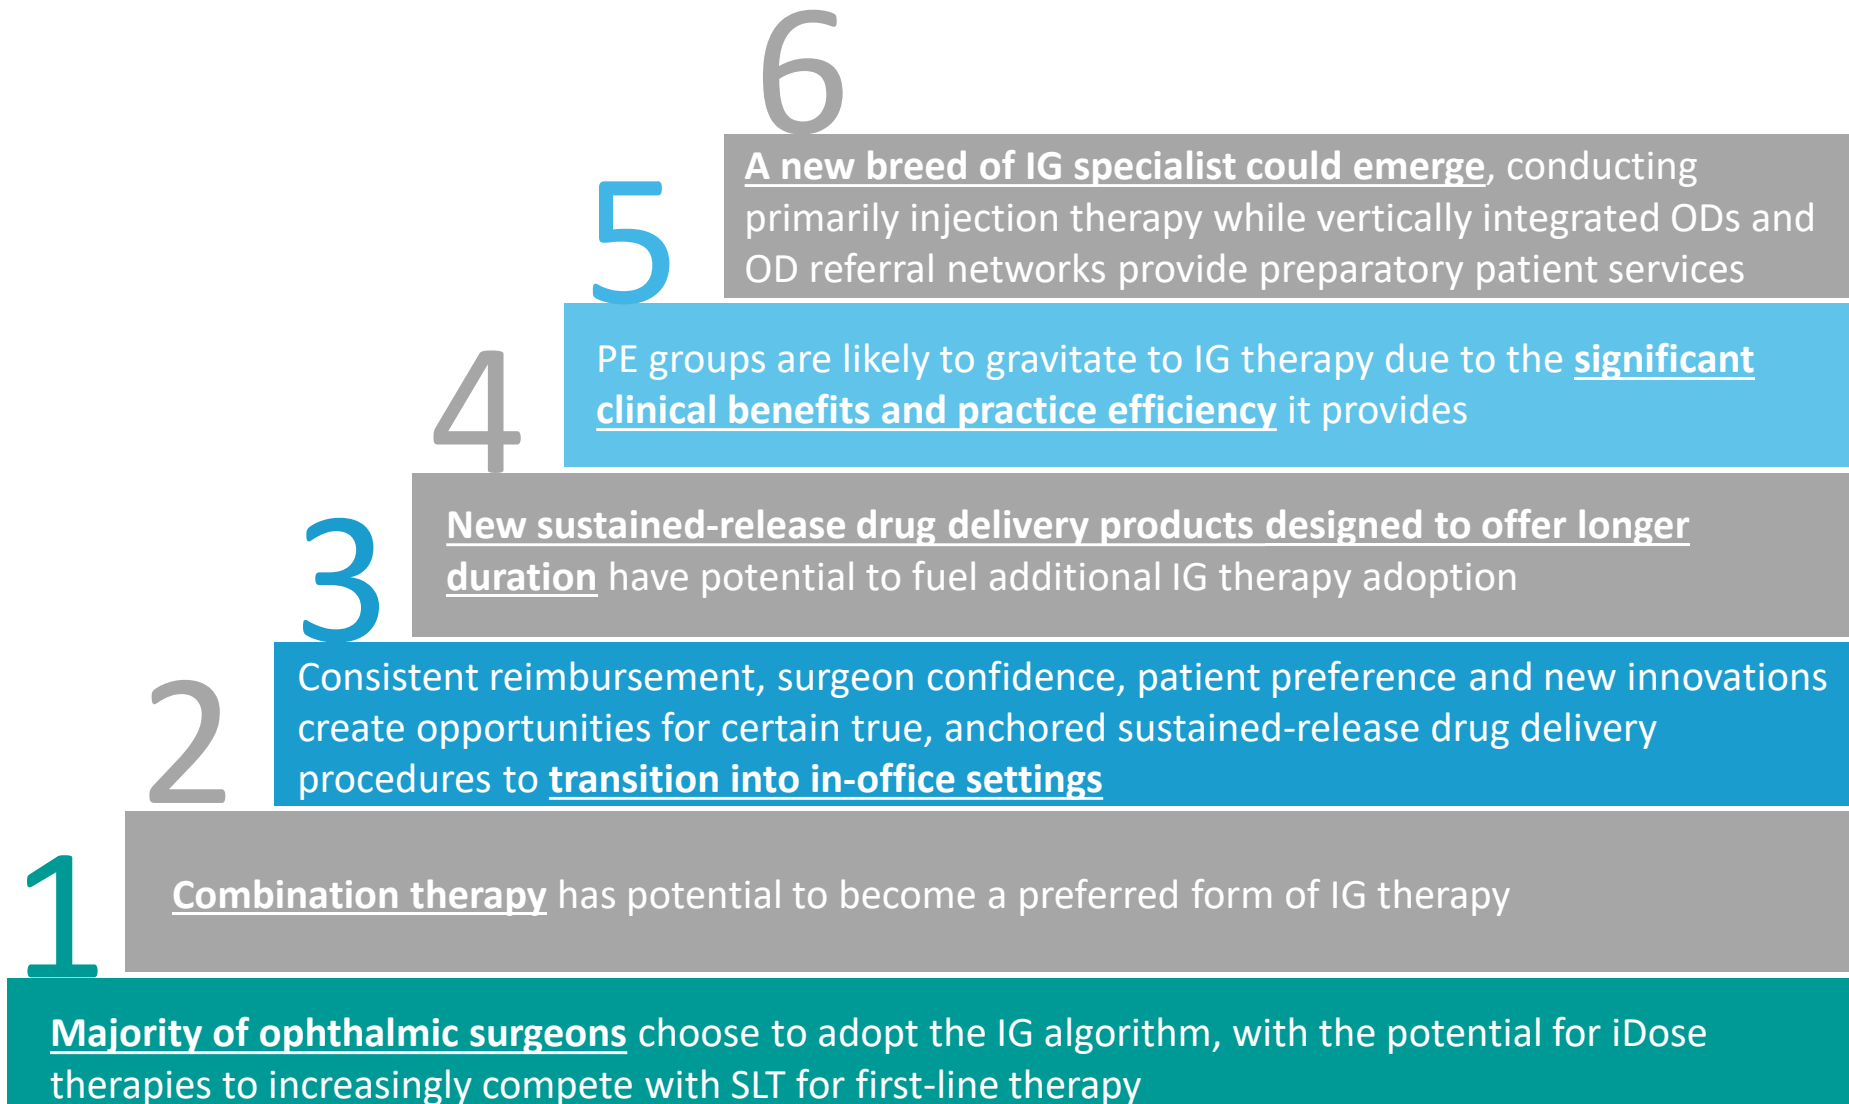 6
A new breed of IG specialist could emerge, conducting
primarily injection therapy while vertically integrated ODs and
OD referral networks provide preparatory patient services
5
PE groups are likely to gravitate to IG therapy due to the significant
clinical benefits and practice efficiency it provides
4
New sustained-release drug delivery products designed to offer longer
duration have potential to fuel additional IG therapy adoption
3
Consistent reimbursement, surgeon confidence, patient preference and new innovations
create opportunities for certain true, anchored sustained-release drug delivery
procedures to transition into in-office settings
2
Combination therapy has potential to become a preferred form of IG therapy
1
Majority of ophthalmic surgeons choose to adopt the IG algorithm, with the potential for iDose
therapies to increasingly compete with SLT for first-line therapy